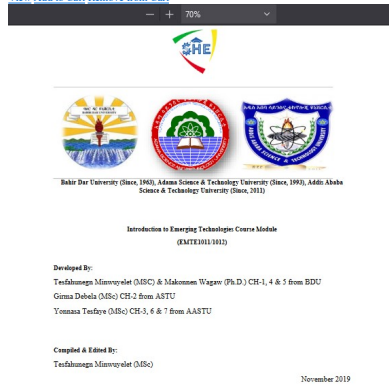 70%
SHE
Bahir Dar University (Since, 1963), Adama Science & Technology University (Since, 1993), Addis Ababa
Science & Technology University (Since, 2011)
Introduction to Emerging Technologies Course Module
(EMTE1011/1012)
Developed By:
Tesfahunegn Minwuyelet (MSC) & Makonnen Wagaw (Ph.D.) CH-1, 4 & 5 from BDU
Girma Debela (MSc) CH-2 from ASTU
Yonnasa Tesfaye (MSc) CH-3, 6 & 7 from AASTU
Compiled & Edited By:
Tesfahunegn Minwuyelet (MSc)
November 2019